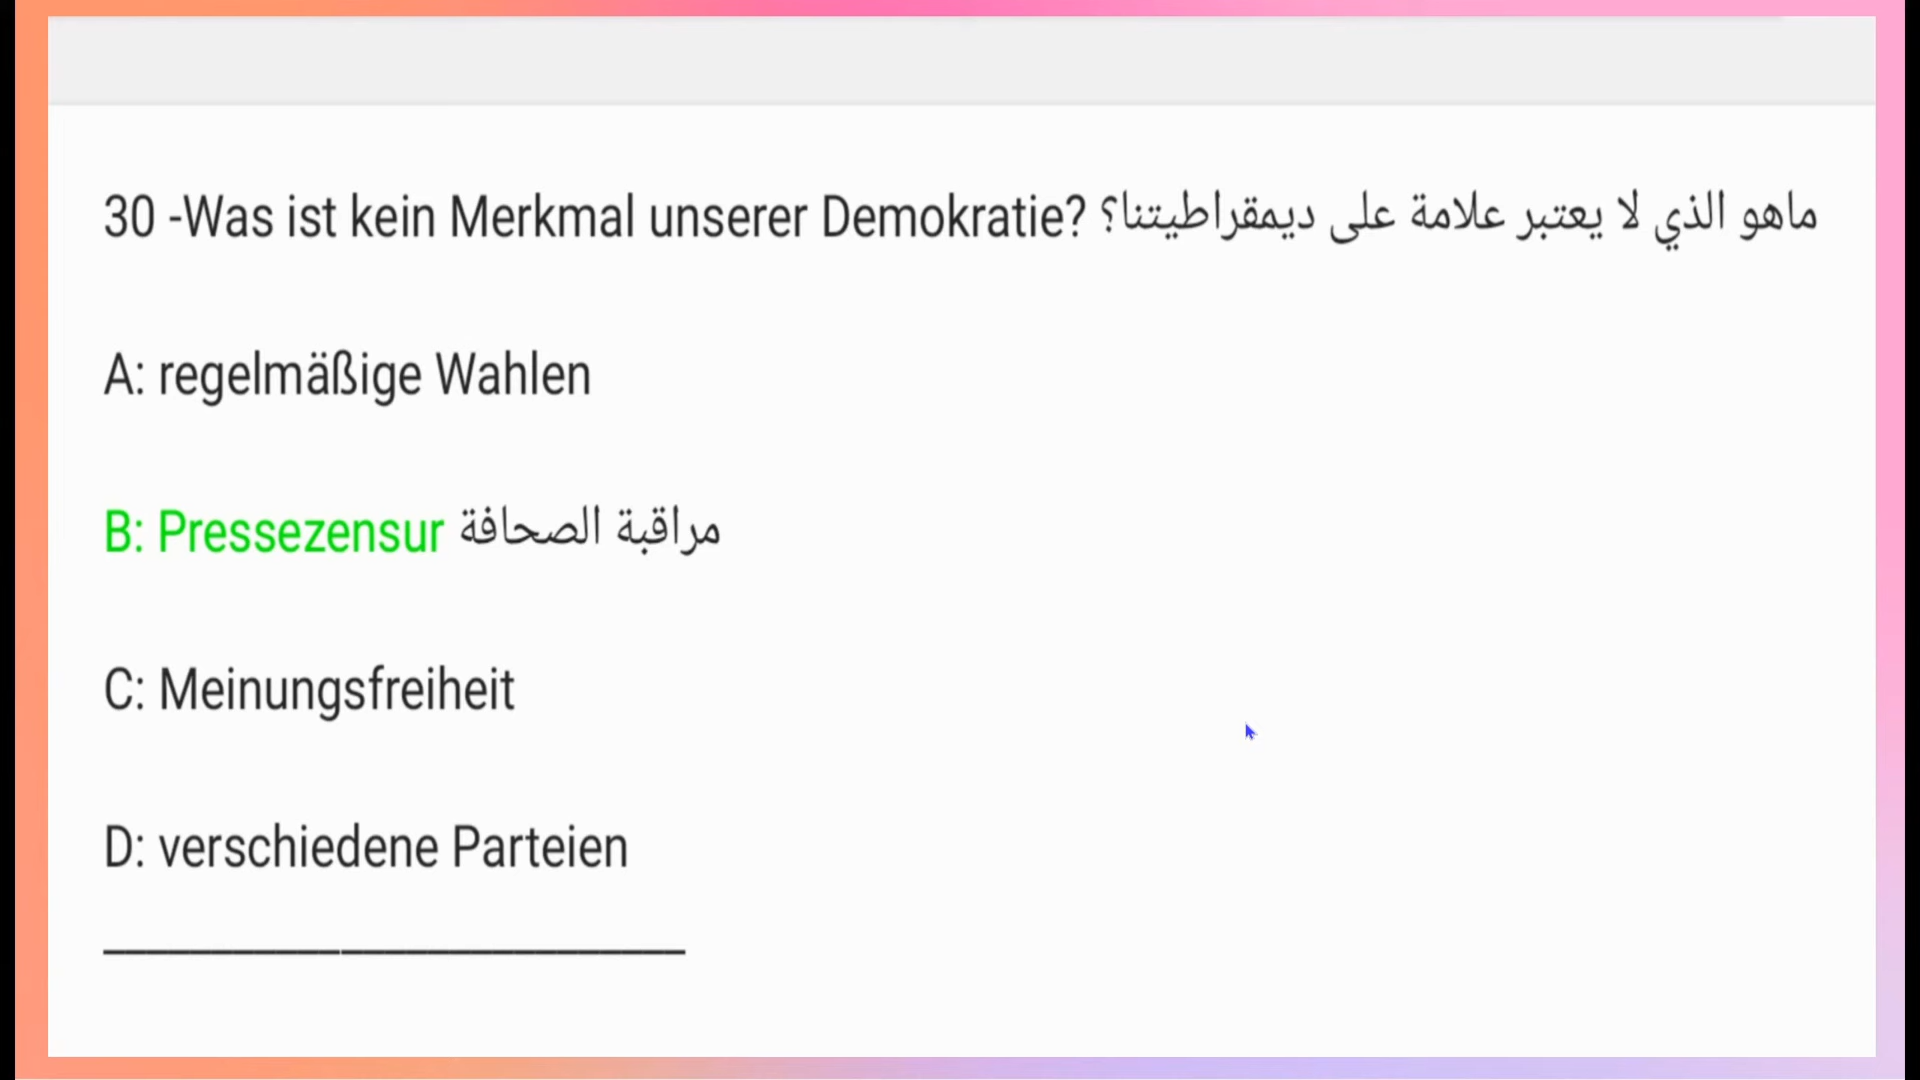 30 -Was ist kein Merkmal unserer Demokratie? ماهو الذي لا يعتبر علامة على ديمقراطيتنا؟
A: regelmäßige Wahlen
B: Pressezensur مراقبة الصحافة
C: Meinungsfreiheit
D: verschiedene Parteien